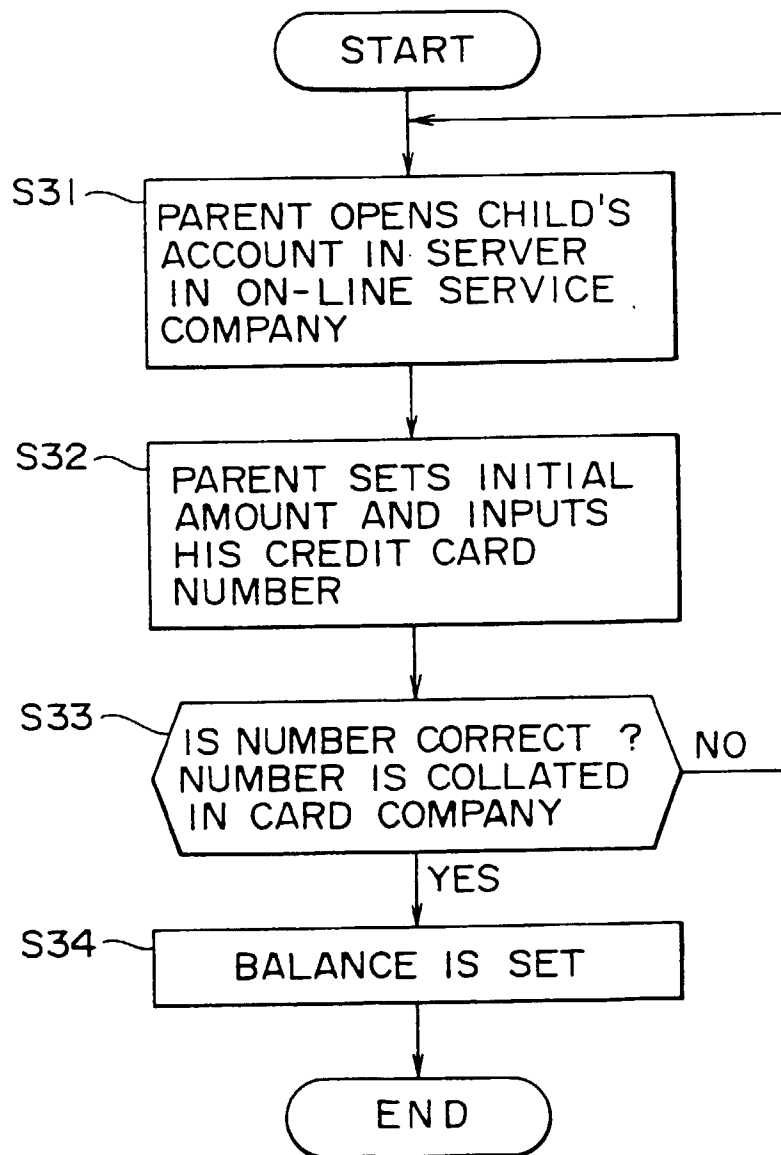 START
S31
PARENT OPENS CHILD'S
ACCOUNT IN SERVER
IN ON-LINE SERVICE
COMPANY
S32
PARENT SETS INITIAL
AMOUNT AND INPUTS
HIS CREDIT CARD
NUMBER
S33
IS NUMBER CORRECT ?
NUMBER IS COLLATED
IN CARD COMPANY
NO
YES
S34
BALANCE IS SET
END